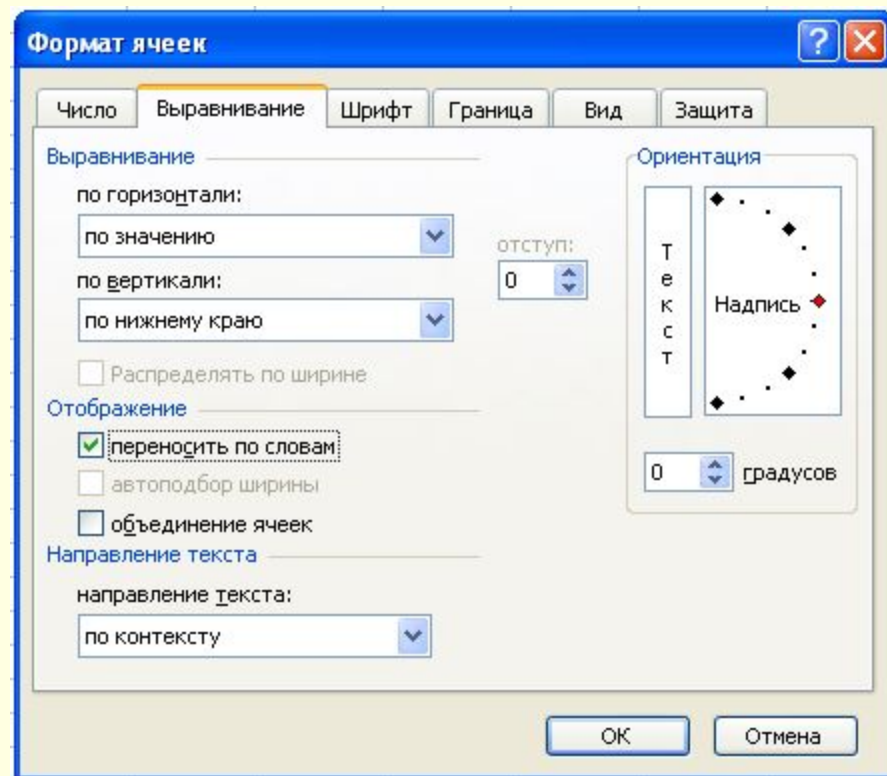 Формат ячеек
Число Выравнивание Шрифт Граница Вид Защита
Выравнивание
по горизонтали:
по значению
отступ:
0
по вертикали:
по нижнему краю
Распределять по ширине
Отображение
переносить по словам
автоподбор ширины
объединение ячеек
Направление текста
направление текста:
по контексту
Ориентация
Текст
Надпись
0 градусов
ОК Отмена